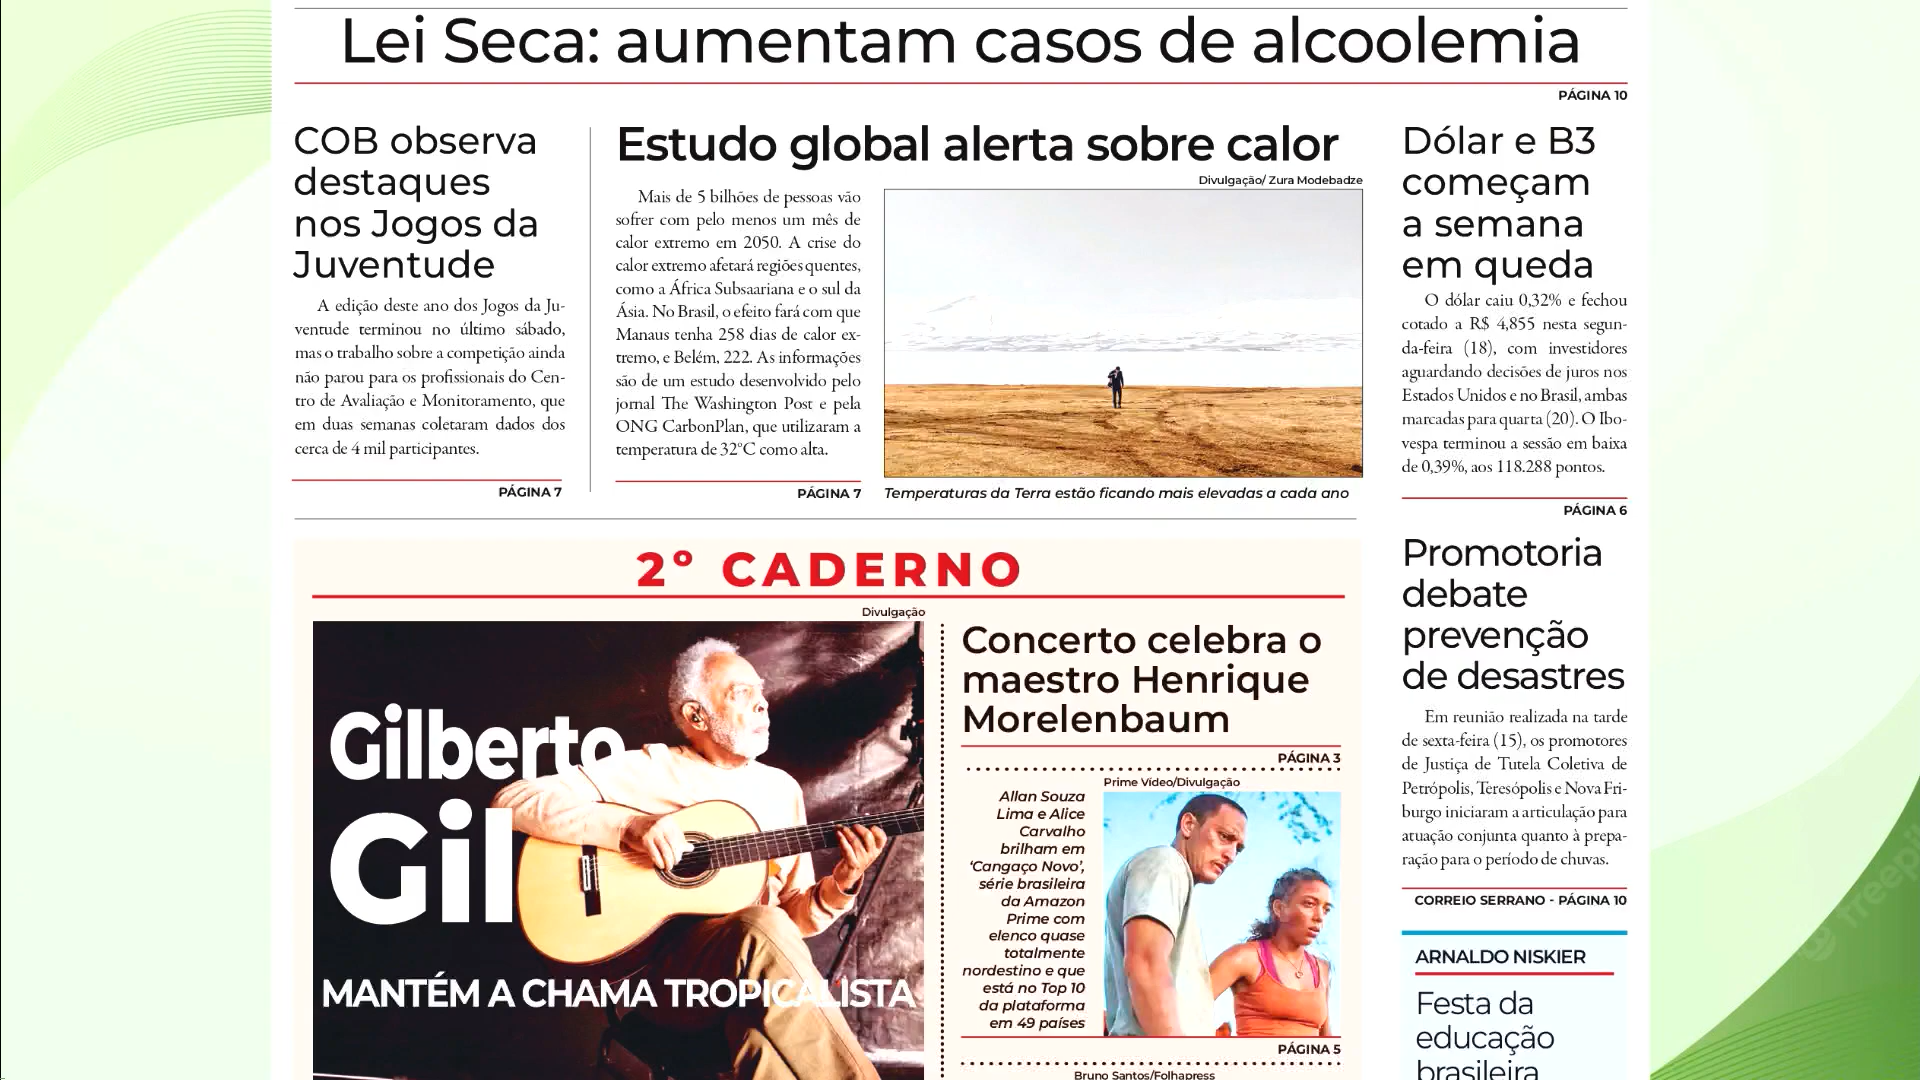 Lei Seca: aumentam casos de alcoolemia
PÁGINA 10
COB observa
destaques
nos Jogos da
Juventude
A edição deste ano dos Jogos da Ju-
ventude terminou no último sábado,
mas o trabalho sobre a competição ainda
não parou para os profissionais do Cen-
tro de Avaliação e Monitoramento, que
em duas semanas coletaram dados dos
cerca de 4 mil participantes.
PÁGINA 7
Estudo global alerta sobre calor
Mais de 5 bilhões de pessoas vão
sofrer com pelo menos um mês de
calor extremo em 2050. A crise do
calor extremo afetará regiões quentes,
como a África Subsaariana e o sul da
Ásia. No Brasil, o efeito fará com que
Manaus tenha 258 dias de calor ex-
tremo, e Belém, 222. As informações
são de um estudo desenvolvido pelo
jornal The Washington Post e pela
ONG CarbonPlan, que utilizaram a
temperatura de 32ºC como alta.
PÁGINA 7
Divulgação/ Zura Modebadze
Temperaturas da Terra estão ficando mais elevadas a cada ano
Dólar e B3
começam
a semana
em queda
O dólar caiu 0,32% e fechou
cotado a R$ 4,855 nesta segun-
da-feira (18), com investidores
aguardando decisões de juros nos
Estados Unidos e no Brasil, ambas
marcadas para quarta (20). O Ibo-
vespa terminou a sessão em baixa
de 0,39%, aos 118.288 pontos.
PÁGINA 6
Promotoria
debate
prevenção
de desastres
Em reunião realizada na tarde
de sexta-feira (15), os promotores
de Justiça de Tutela Coletiva de
Petrópolis, Teresópolis e Nova Fri-
burgo iniciaram a articulação para
atuação conjunta quanto à prepa-
ração para o período de chuvas.
CORREIO SERRANO - PÁGINA 10
ARNALDO NISKIER
Festa da
educação
brasileira
2º CADERNO
Divulgação
Gilberto
Gil
MANTÉM A CHAMA TROPICALISTA
Concerto celebra o
maestro Henrique
Morelenbaum
PÁGINA 3
Prime Vídeo/Divulgação
Allan Souza
Lima e Alice
Carvalho
brilham em
‘Cangaço Novo’,
série brasileira
da Amazon
Prime com
elenco quase
totalmente
nordestino e que
está no Top 10
da plataforma
em 49 países
PÁGINA 5
Bruno Santos/Folhapress